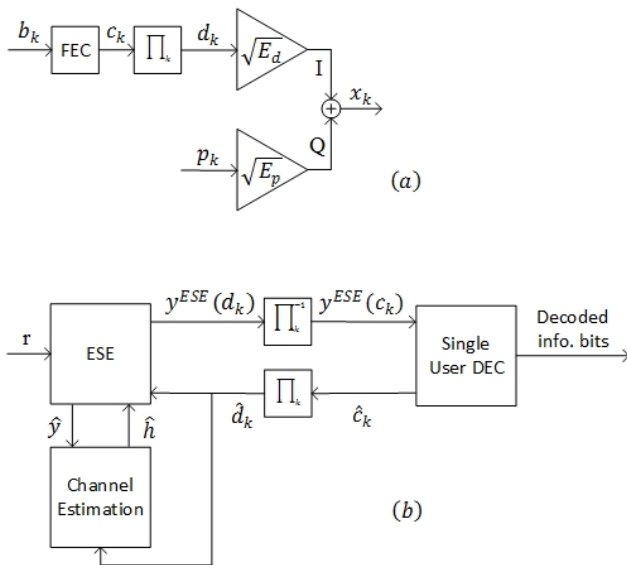 b_k FEC c_k ∏_k d_k √E_d
I
+ x_k
Q
p_k √E_p
(a)
y^{ESE}(d_k) ∏_k^{-1} y^{ESE}(c_k)
r ESE
Single User DEC
Decoded info. bits
d̂_k ∏_k ĉ_k
ŷ ĥ
Channel Estimation
(b)